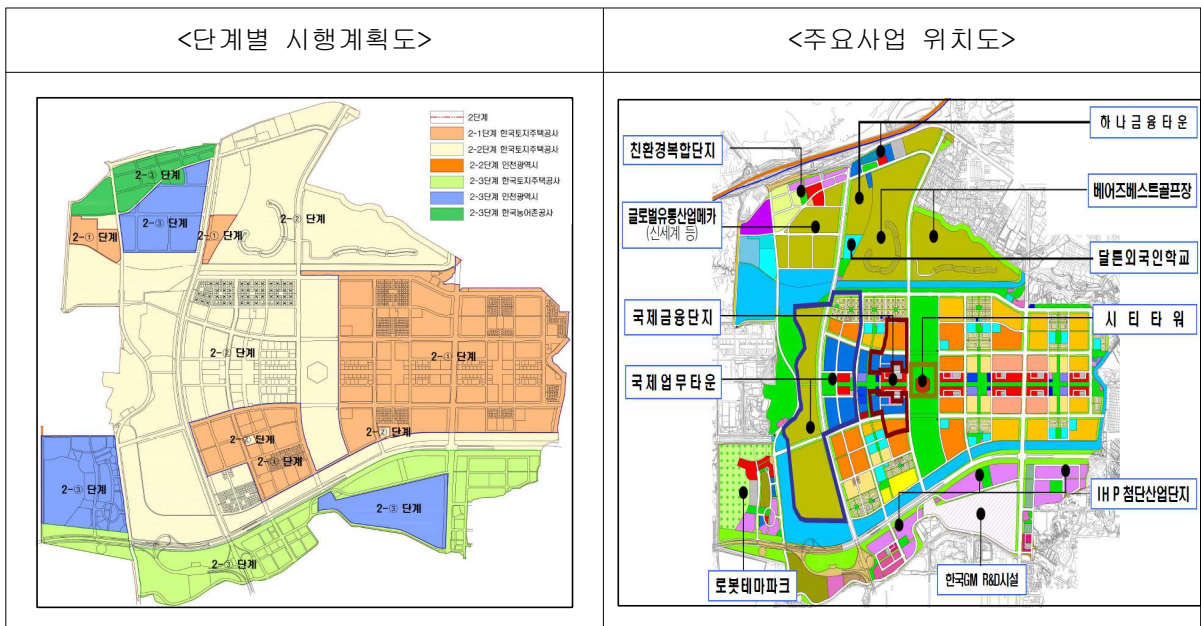 <단계별 시행계획도>
<주요사업 위치도>
2단계
2-1단계 한국토지주택공사
2-2단계 한국토지주택공사
2-2단계 인천광역시
2-3단계 한국토지주택공사
2-3단계 인천광역시
2-3단계 한국농어촌공사
2-③ 단계
2-③ 단계
2-① 단계
2-① 단계
2-② 단계
2-② 단계
2-① 단계
2-② 단계
2-③ 단계
2-③ 단계
2-③ 단계
친환경복합단지
하나금융타운
글로벌유통산업메카
(신세계 등)
베어즈베스트골프장
달튼외국인학교
국제금융단지
시티타워
국제업무타운
IHP첨단산업단지
로봇테마파크
한국GM R&D시설